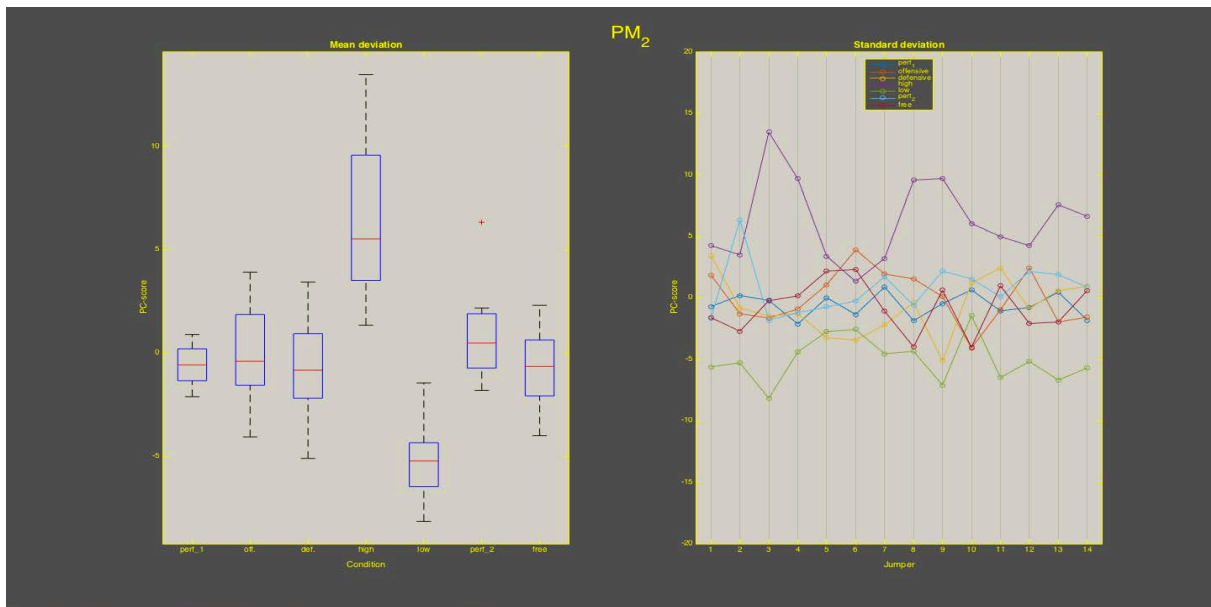 PM2
Mean deviation
PC-score
10
5
0
-5
perf_1 off. def. high low perf_2 free
Condition
Standard deviation
PC-score
20
15
10
5
0
-5
-10
-15
-20
1 2 3 4 5 6 7 8 9 10 11 12 13 14
Jumper
perf1
offensive
defensive
high
low
perf2
free